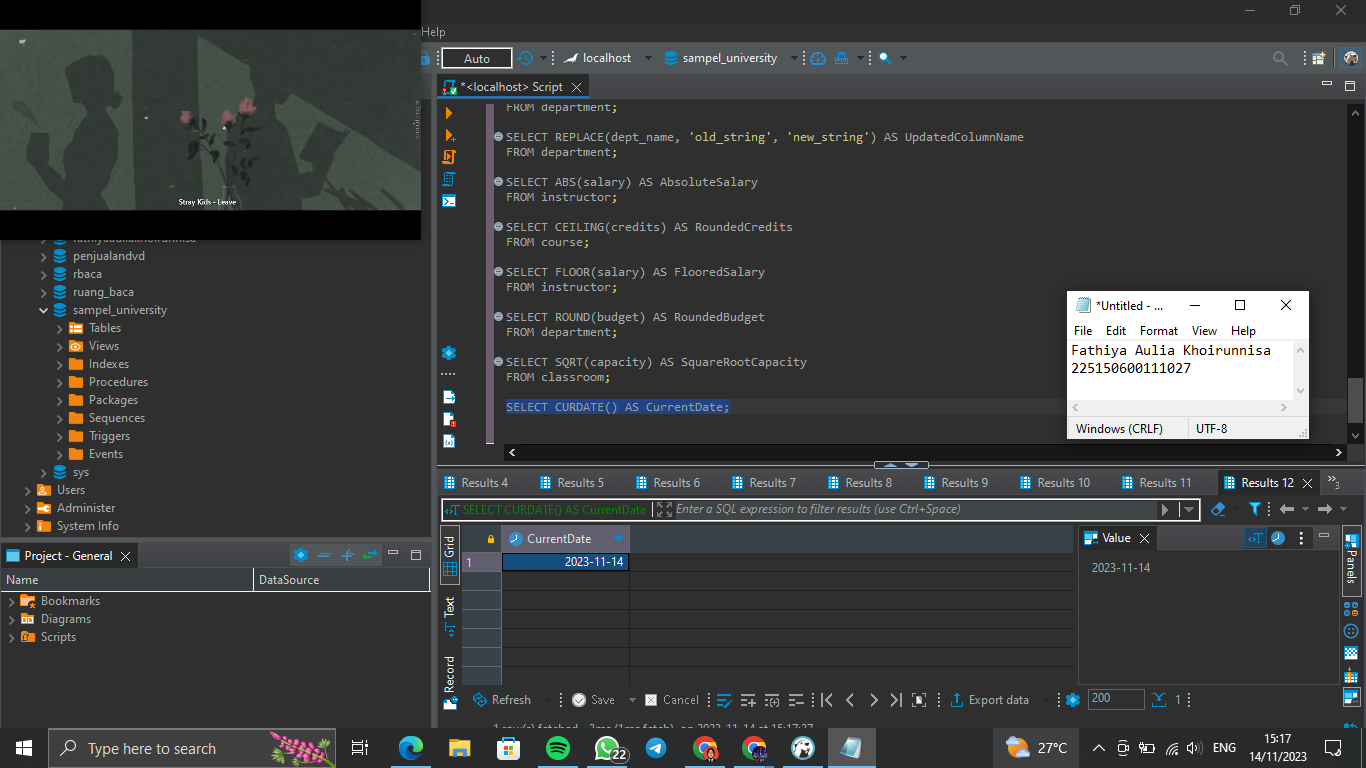 Help
Stray Kids - Leave
Auto
localhost
sampel_university
*<localhost> Script
FROM department;
SELECT REPLACE(dept_name, 'old_string', 'new_string') AS UpdatedColumnName
FROM department;
SELECT ABS(salary) AS AbsoluteSalary
FROM instructor;
SELECT CEILING(credits) AS RoundedCredits
FROM course;
SELECT FLOOR(salary) AS FlooredSalary
FROM instructor;
SELECT ROUND(budget) AS RoundedBudget
FROM department;
SELECT SQRT(capacity) AS SquareRootCapacity
FROM classroom;
SELECT CURDATE() AS CurrentDate;
penjualandvd
rbaca
ruang_baca
sampel_university
Tables
Views
Indexes
Procedures
Packages
Sequences
Triggers
Events
sys
Users
Administer
System Info
*Untitled - ...
File Edit Format View Help
Fathiya Aulia Khoirunnisa
225150600111027
Windows (CRLF) UTF-8
Results 4 Results 5 Results 6 Results 7 Results 8 Results 9 Results 10 Results 11 Results 12 »3
SELECT CURDATE() AS CurrentDate
Enter a SQL expression to filter results (use Ctrl+Space)
Grid
Text
Record
CurrentDate
1 2023-11-14
Value
2023-11-14
Panels
Project - General
Name DataSource
Bookmarks
Diagrams
Scripts
Refresh Save Cancel Export data 200 1
1 row(s) fetched - 2ms (1ms fetch), on 2023-11-14 at 15:17:27
Type here to search
22
27°C
ENG
15:17
14/11/2023